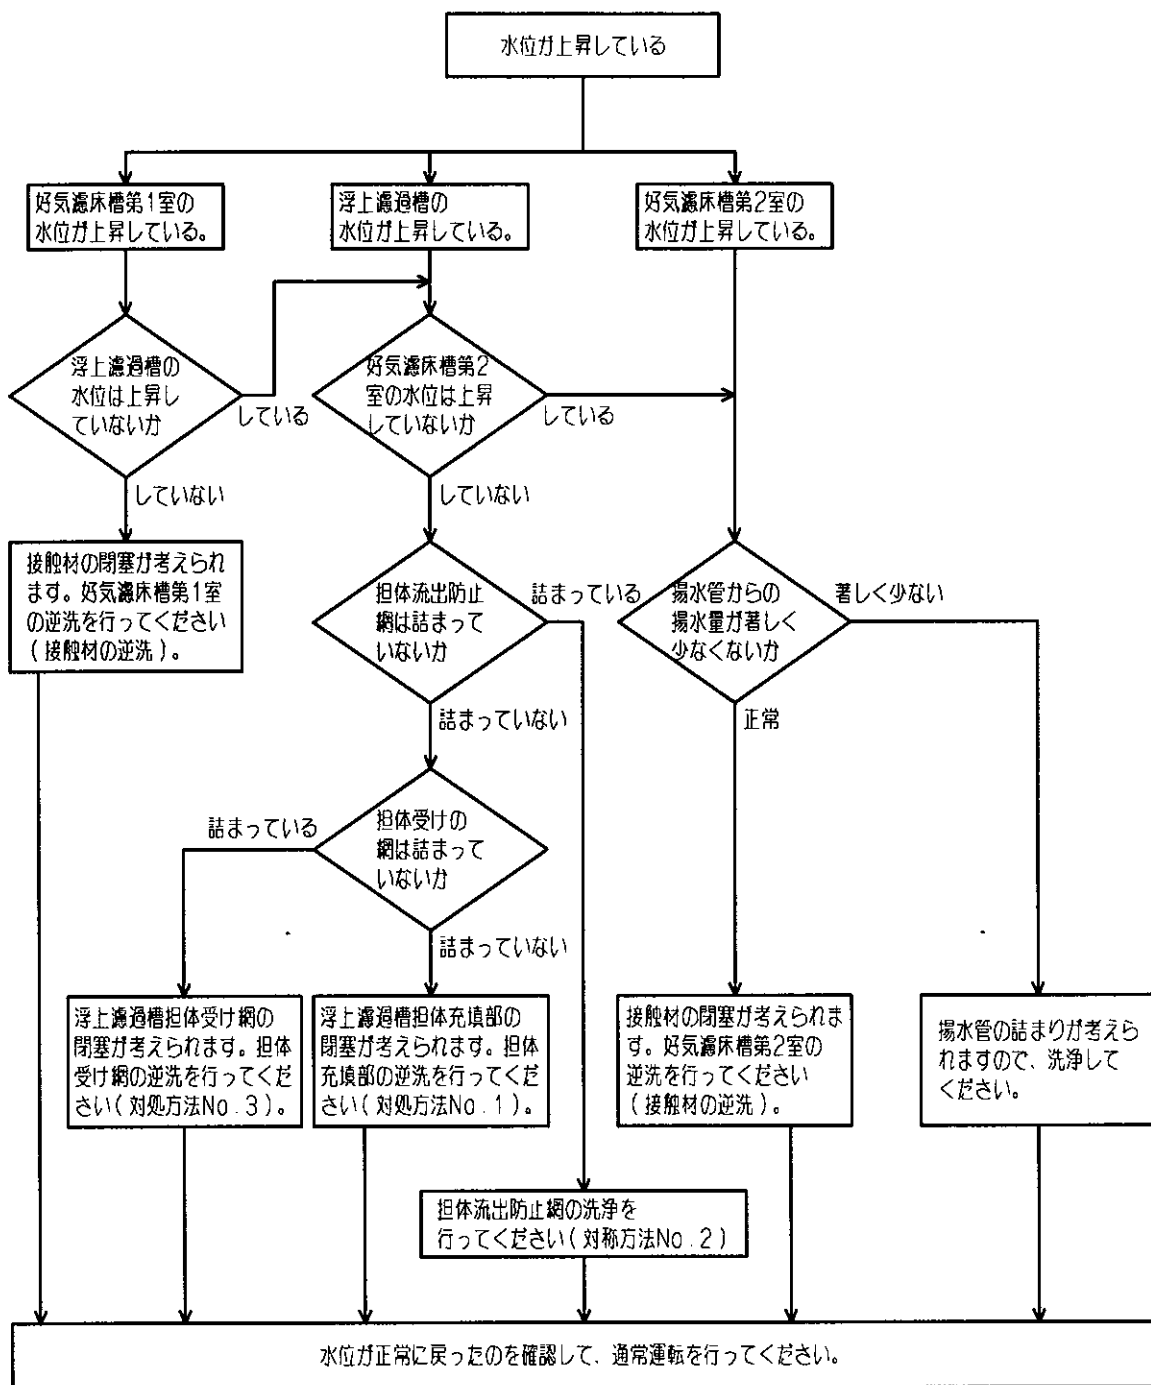 水位が上昇している
好気濾床槽第1室の
水位が上昇している。
浮上濾過槽の
水位が上昇している。
好気濾床槽第2室の
水位が上昇している。
浮上濾過槽の
水位は上昇し
ていないか
している
好気濾床槽第2
室の水位は上昇
していないか
している
していない
していない
接触材の閉塞が考えられ
ます。好気濾床槽第1室
の逆洗を行ってください
(接触材の逆洗)。
担体流出防止
網は詰まって
いないか
詰まっている
揚水管からの
揚水量が著しく
少なくないか
著しく少ない
詰まっていない
正常
担体受けの
網は詰まって
いないか
詰まっている
詰まっていない
浮上濾過槽担体受け網の
閉塞が考えられます。担体
受け網の逆洗を行ってくだ
さい(対処方法No.3)。
浮上濾過槽担体充填部の
閉塞が考えられます。担体
充填部の逆洗を行ってくだ
さい(対処方法No.1)。
接触材の閉塞が考えられま
す。好気濾床槽第2室の
逆洗を行ってください
(接触材の逆洗)。
揚水管の詰まりが考えら
れますので、洗浄して
ください。
担体流出防止網の洗浄を
行ってください(対称方法No.2)
水位が正常に戻ったのを確認して、通常運転を行ってください。